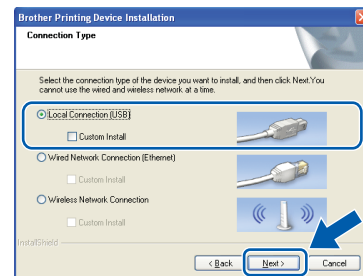 Brother Printing Device Installation
Connection Type
Select the connection type of the device you want to install, and then click Next.You
cannot use the wired and wireless network at a time.
Local Connection (USB)
Custom Install
Wired Network Connection (Ethernet)
Custom Install
Wireless Network Connection
Custom Install
InstallShield
< Back
Next >
Cancel